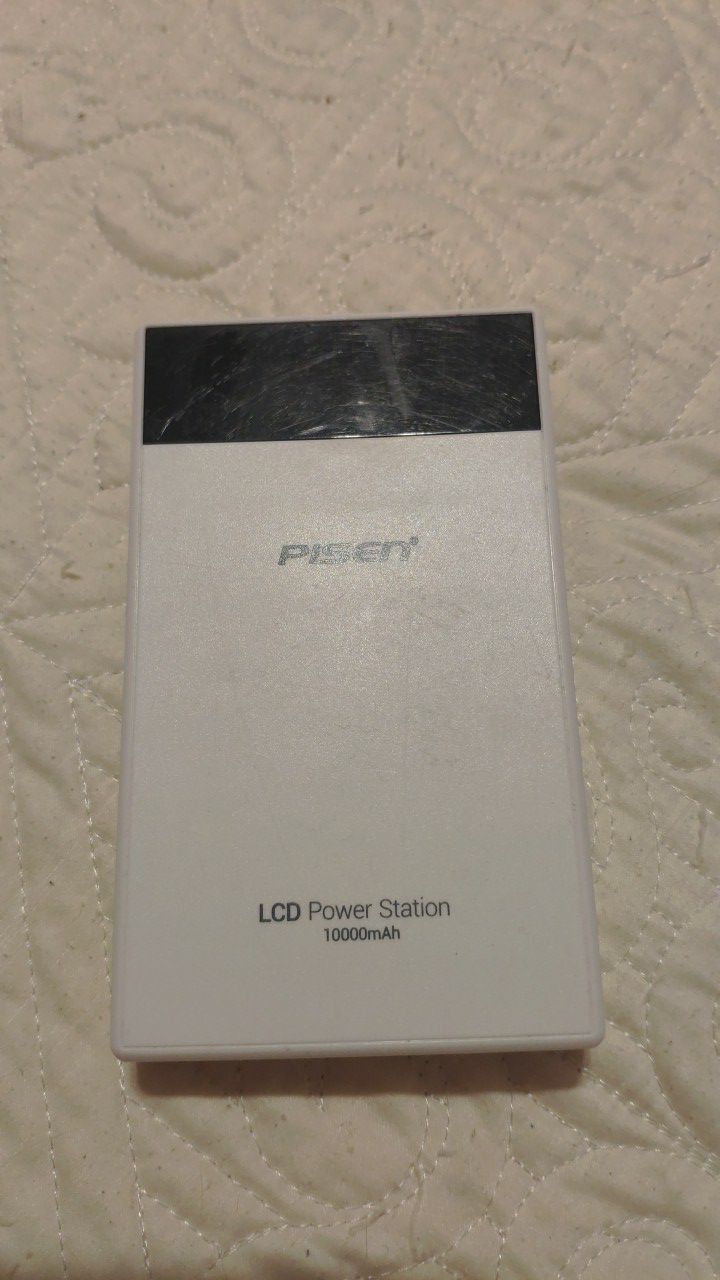 PISEN®
LCD Power Station
10000mAh